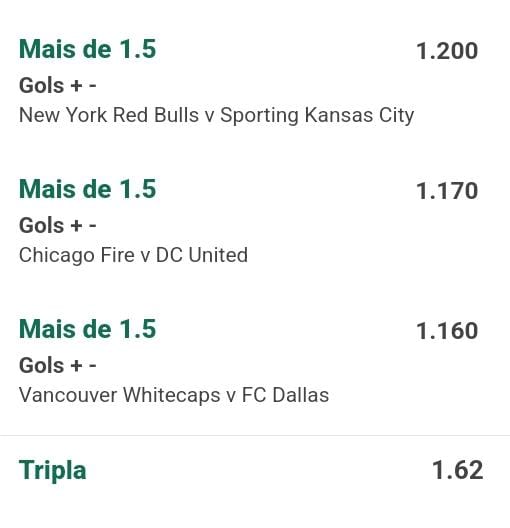 Mais de 1.5 1.200
Gols + -
New York Red Bulls v Sporting Kansas City
Mais de 1.5 1.170
Gols + -
Chicago Fire v DC United
Mais de 1.5 1.160
Gols + -
Vancouver Whitecaps v FC Dallas
Tripla 1.62